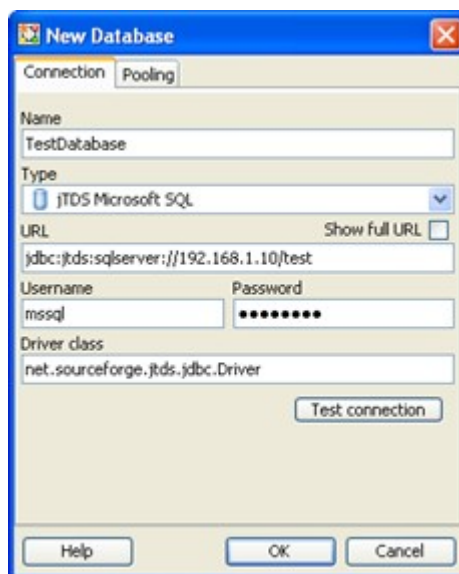 New Database
Connection Pooling
Name
TestDatabase
Type
jTDS Microsoft SQL
URL Show full URL
jdbc:jtds:sqlserver://192.168.1.10/test
Username Password
mssql ●●●●●●●●
Driver class
net.sourceforge.jtds.jdbc.Driver
Test connection
Help OK Cancel